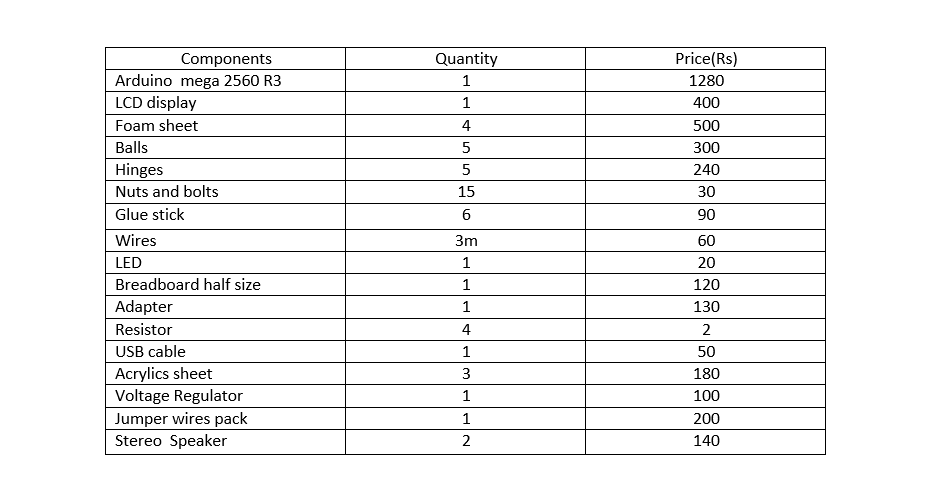 Components Quantity Price(Rs)
Arduino mega 2560 R3 1 1280
LCD display 1 400
Foam sheet 4 500
Balls 5 300
Hinges 5 240
Nuts and bolts 15 30
Glue stick 6 90
Wires 3m 60
LED 1 20
Breadboard half size 1 120
Adapter 1 130
Resistor 4 2
USB cable 1 50
Acrylics sheet 3 180
Voltage Regulator 1 100
Jumper wires pack 1 200
Stereo Speaker 2 140